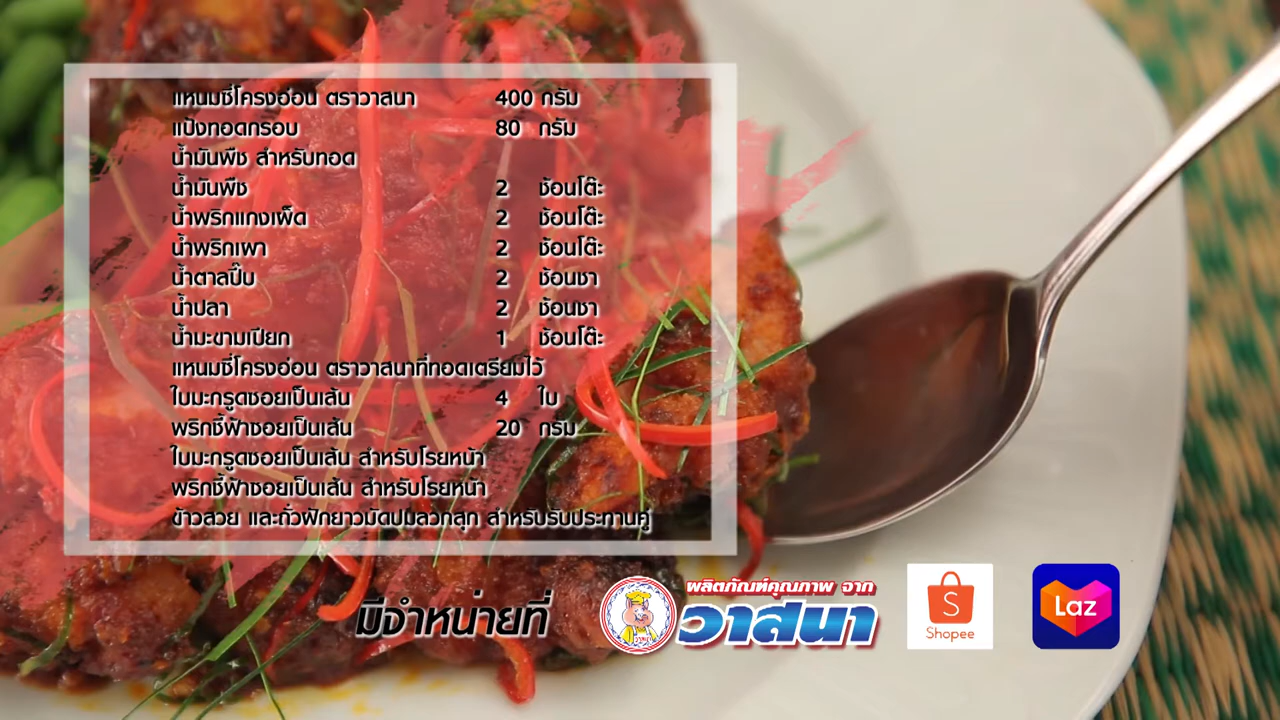 แหนมซี่โครงอ่อน ตราวาสนา 400 กรัม
แป้งทอดกรอบ 80 กรัม
น้ำมันพืช สำหรับทอด
น้ำมันพืช 2 ช้อนโต๊ะ
น้ำพริกแกงเผ็ด 2 ช้อนโต๊ะ
น้ำพริกเผา 2 ช้อนโต๊ะ
น้ำตาลปี๊บ 2 ช้อนชา
น้ำปลา 2 ช้อนชา
น้ำมะขามเปียก 1 ช้อนโต๊ะ
แหนมซี่โครงอ่อน ตราวาสนาที่ทอดเตรียมไว้
ใบมะกรูดซอยเป็นเส้น 4 ใบ
พริกชี้ฟ้าซอยเป็นเส้น 20 กรัม
ใบมะกรูดซอยเป็นเส้น สำหรับโรยหน้า
พริกชี้ฟ้าซอยเป็นเส้น สำหรับโรยหน้า
ข้าวสวย และถั่วฝักยาวมัดปมลวกสุก สำหรับรับประทานคู่
มีจำหน่ายที่
ผลิตภัณฑ์คุณภาพ จาก
วาสนา
วาสนา
Shopee
Laz